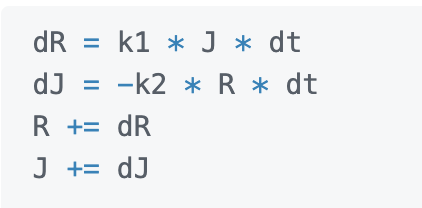 dR = k1 * J * dt
dJ = -k2 * R * dt
R += dR
J += dJ